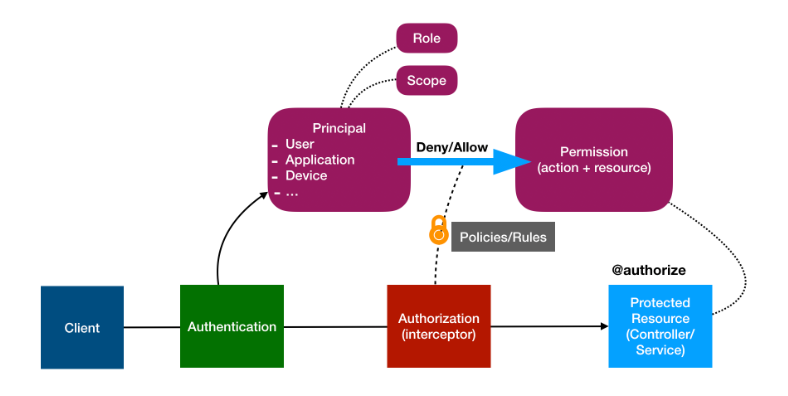 Role
Scope
Principal
- User
- Application
- Device
- ...
Deny/Allow
Permission
(action + resource)
Policies/Rules
@authorize
Client
Authentication
Authorization
(interceptor)
Protected
Resource
(Controller/
Service)